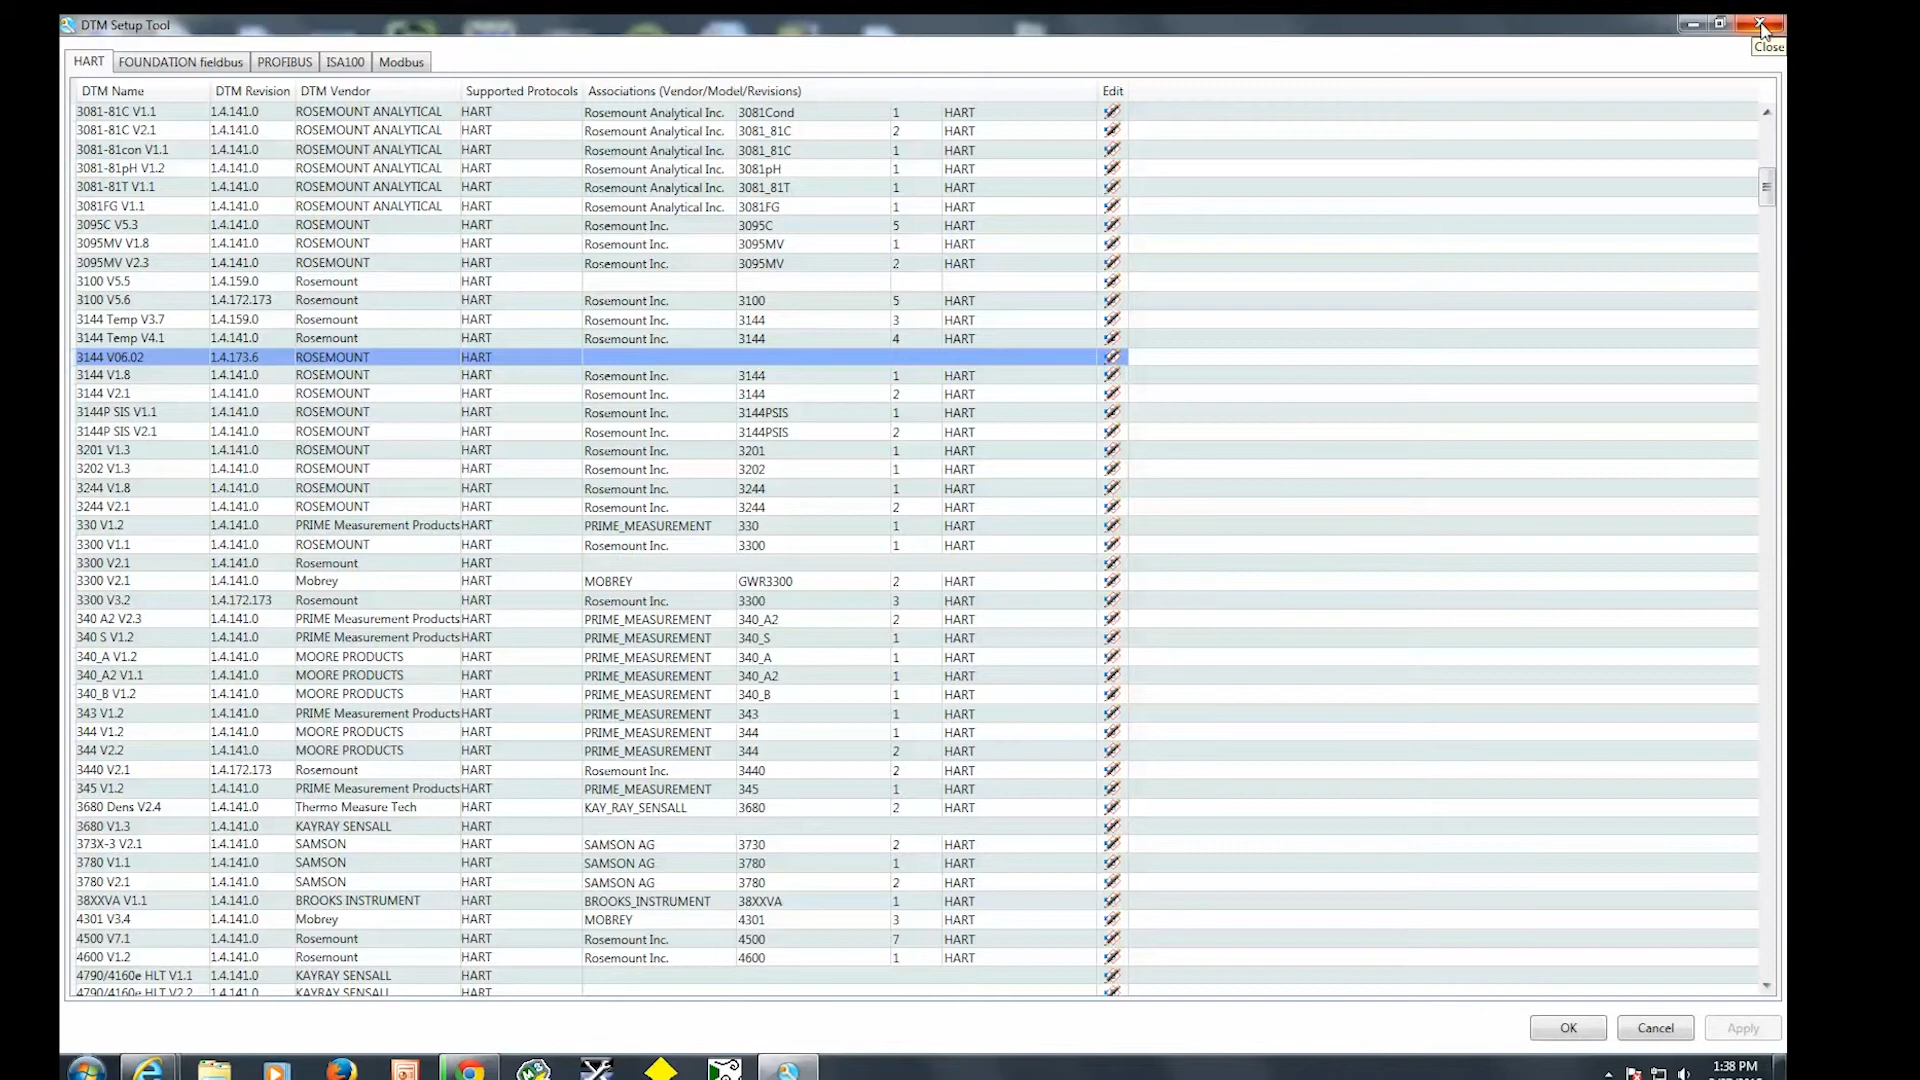 DTM Setup Tool
Close
HART FOUNDATION fieldbus PROFIBUS ISA100 Modbus
DTM Name DTM Revision DTM Vendor Supported Protocols Associations (Vendor/Model/Revisions) Edit
3081-81C V1.1 1.4.141.0 ROSEMOUNT ANALYTICAL HART Rosemount Analytical Inc. 3081Cond 1 HART
3081-81C V2.1 1.4.141.0 ROSEMOUNT ANALYTICAL HART Rosemount Analytical Inc. 3081_81C 2 HART
3081-81con V1.1 1.4.141.0 ROSEMOUNT ANALYTICAL HART Rosemount Analytical Inc. 3081_81C 1 HART
3081-81pH V1.2 1.4.141.0 ROSEMOUNT ANALYTICAL HART Rosemount Analytical Inc. 3081pH 1 HART
3081-81T V1.1 1.4.141.0 ROSEMOUNT ANALYTICAL HART Rosemount Analytical Inc. 3081_81T 1 HART
3081FG V1.1 1.4.141.0 ROSEMOUNT ANALYTICAL HART Rosemount Analytical Inc. 3081FG 1 HART
3095C V5.3 1.4.141.0 ROSEMOUNT HART Rosemount Inc. 3095C 5 HART
3095MV V1.8 1.4.141.0 ROSEMOUNT HART Rosemount Inc. 3095MV 1 HART
3095MV V2.3 1.4.141.0 ROSEMOUNT HART Rosemount Inc. 3095MV 2 HART
3100 V5.5 1.4.159.0 Rosemount HART
3100 V5.6 1.4.172.173 Rosemount HART Rosemount Inc. 3100 5 HART
3144 Temp V3.7 1.4.159.0 Rosemount HART Rosemount Inc. 3144 3 HART
3144 Temp V4.1 1.4.141.0 Rosemount HART Rosemount Inc. 3144 4 HART
3144 V06.02 1.4.173.6 ROSEMOUNT HART
3144 V1.8 1.4.141.0 ROSEMOUNT HART Rosemount Inc. 3144 1 HART
3144 V2.1 1.4.141.0 ROSEMOUNT HART Rosemount Inc. 3144 2 HART
3144P SIS V1.1 1.4.141.0 ROSEMOUNT HART Rosemount Inc. 3144PSIS 1 HART
3144P SIS V2.1 1.4.141.0 ROSEMOUNT HART Rosemount Inc. 3144PSIS 2 HART
3201 V1.3 1.4.141.0 ROSEMOUNT HART Rosemount Inc. 3201 1 HART
3202 V1.3 1.4.141.0 ROSEMOUNT HART Rosemount Inc. 3202 1 HART
3244 V1.8 1.4.141.0 ROSEMOUNT HART Rosemount Inc. 3244 1 HART
3244 V2.1 1.4.141.0 ROSEMOUNT HART Rosemount Inc. 3244 2 HART
330 V1.2 1.4.141.0 PRIME Measurement Products HART PRIME_MEASUREMENT 330 1 HART
3300 V1.1 1.4.141.0 ROSEMOUNT HART Rosemount Inc. 3300 1 HART
3300 V2.1 1.4.141.0 Rosemount HART
3300 V2.1 1.4.141.0 Mobrey HART MOBREY GWR3300 2 HART
3300 V3.2 1.4.172.173 Rosemount HART Rosemount Inc. 3300 3 HART
340 A2 V2.3 1.4.141.0 PRIME Measurement Products HART PRIME_MEASUREMENT 340_A2 2 HART
340 S V1.2 1.4.141.0 PRIME Measurement Products HART PRIME_MEASUREMENT 340_S 1 HART
340_A V1.2 1.4.141.0 MOORE PRODUCTS HART PRIME_MEASUREMENT 340_A 1 HART
340_A2 V1.1 1.4.141.0 MOORE PRODUCTS HART PRIME_MEASUREMENT 340_A2 1 HART
340_B V1.2 1.4.141.0 MOORE PRODUCTS HART PRIME_MEASUREMENT 340_B 1 HART
343 V1.2 1.4.141.0 PRIME Measurement Products HART PRIME_MEASUREMENT 343 1 HART
344 V1.2 1.4.141.0 MOORE PRODUCTS HART PRIME_MEASUREMENT 344 1 HART
344 V2.2 1.4.141.0 MOORE PRODUCTS HART PRIME_MEASUREMENT 344 2 HART
3440 V2.1 1.4.172.173 Rosemount HART Rosemount Inc. 3440 2 HART
345 V1.2 1.4.141.0 PRIME Measurement Products HART PRIME_MEASUREMENT 345 1 HART
3680 Dens V2.4 1.4.141.0 Thermo Measure Tech HART KAY_RAY_SENSALL 3680 2 HART
3680 V1.3 1.4.141.0 KAYRAY SENSALL HART
373X-3 V2.1 1.4.141.0 SAMSON HART SAMSON AG 3730 2 HART
3780 V1.1 1.4.141.0 SAMSON HART SAMSON AG 3780 1 HART
3780 V2.1 1.4.141.0 SAMSON HART SAMSON AG 3780 2 HART
38XXVA V1.1 1.4.141.0 BROOKS INSTRUMENT HART BROOKS_INSTRUMENT 38XXVA 1 HART
4301 V3.4 1.4.141.0 Mobrey HART MOBREY 4301 3 HART
4500 V7.1 1.4.141.0 Rosemount HART Rosemount Inc. 4500 7 HART
4600 V1.2 1.4.141.0 Rosemount HART Rosemount Inc. 4600 1 HART
4790/4160e HLT V1.1 1.4.141.0 KAYRAY SENSALL HART
4790/4160e HLT V2.2 1.4.141.0 KAYRAY SENSALL HART
OK Cancel Apply
1:38 PM